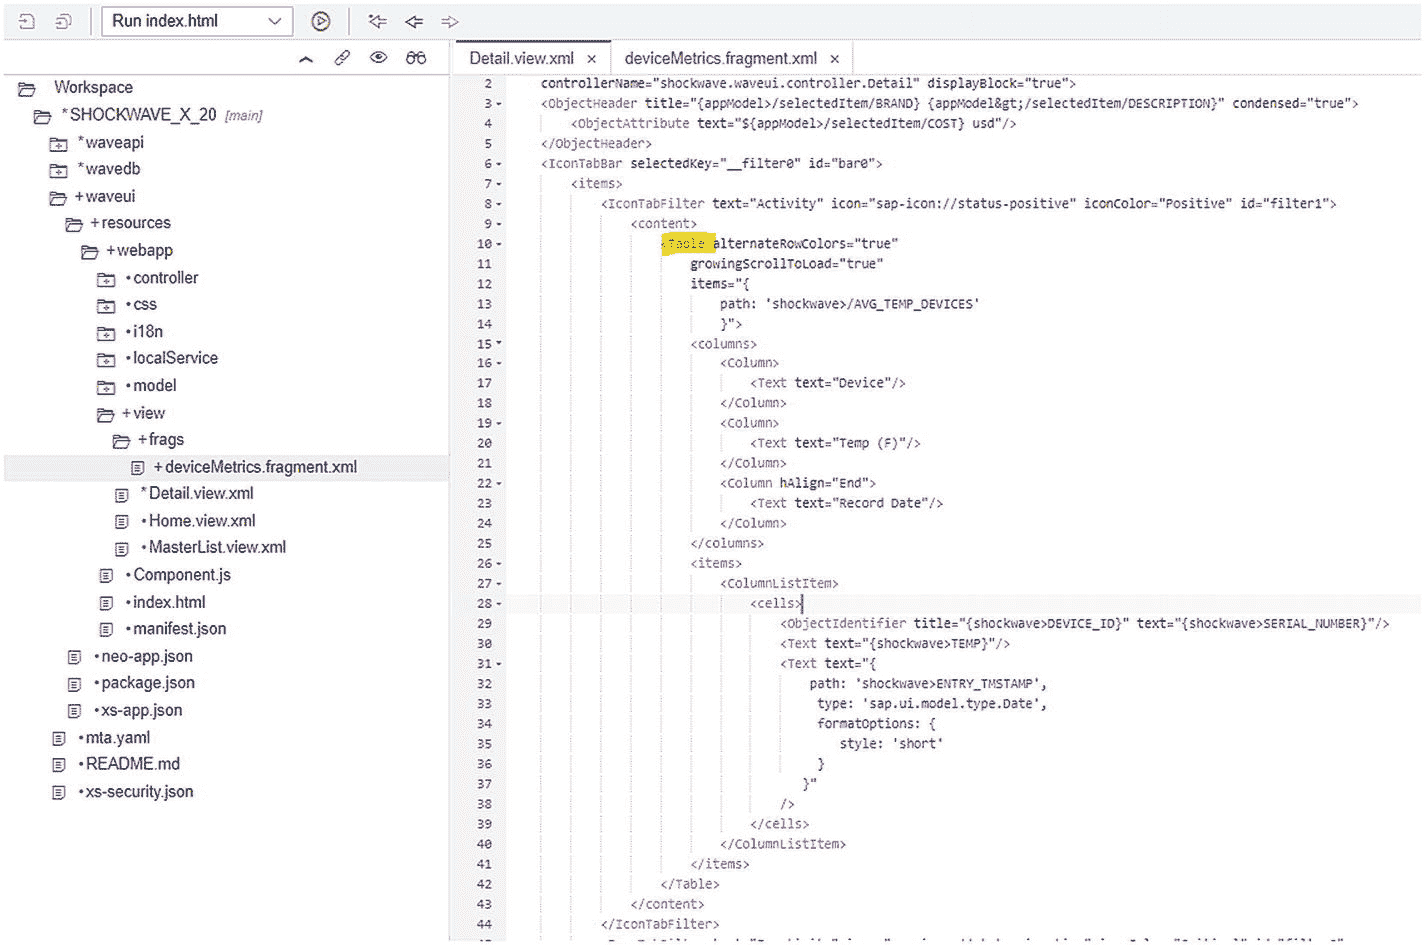 Run index.html
Workspace
*SHOCKWAVE_X_20 [main]
*waveapi
*wavedb
+waveui
+resources
+webapp
•controller
•css
•i18n
•localService
•model
+view
+frags
+deviceMetrics.fragment.xml
*Detail.view.xml
•Home.view.xml
•MasterList.view.xml
•Component.js
•index.html
•manifest.json
•neo-app.json
•package.json
•xs-app.json
•mta.yaml
•README.md
•xs-security.json
Detail.view.xml × deviceMetrics.fragment.xml ×
2 controllerName="shockwave.waveui.controller.Detail" displayBlock="true">
3 <ObjectHeader title="{appModel>/selectedItem/BRAND} {appModel&gt;/selectedItem/DESCRIPTION}" condensed="true">
4 <ObjectAttribute text="${appModel>/selectedItem/COST} usd"/>
5 </ObjectHeader>
6 <IconTabBar selectedKey="__filter0" id="bar0">
7 <items>
8 <IconTabFilter text="Activity" icon="sap-icon://status-positive" iconColor="Positive" id="filter1">
9 <content>
10 <Table alternateRowColors="true"
11 growingScrollToLoad="true"
12 items="{
13 path: 'shockwave>/AVG_TEMP_DEVICES'
14 }">
15 <columns>
16 <Column>
17 <Text text="Device"/>
18 </Column>
19 <Column>
20 <Text text="Temp (F)"/>
21 </Column>
22 <Column hAlign="End">
23 <Text text="Record Date"/>
24 </Column>
25 </columns>
26 <items>
27 <ColumnListItem>
28 <cells>
29 <ObjectIdentifier title="{shockwave>DEVICE_ID}" text="{shockwave>SERIAL_NUMBER}"/>
30 <Text text="{shockwave>TEMP}"/>
31 <Text text="{
32 path: 'shockwave>ENTRY_TMSTAMP',
33 type: 'sap.ui.model.type.Date',
34 formatOptions: {
35 style: 'short'
36 }
37 }"
38 />
39 </cells>
40 </ColumnListItem>
41 </items>
42 </Table>
43 </content>
44 </IconTabFilter>